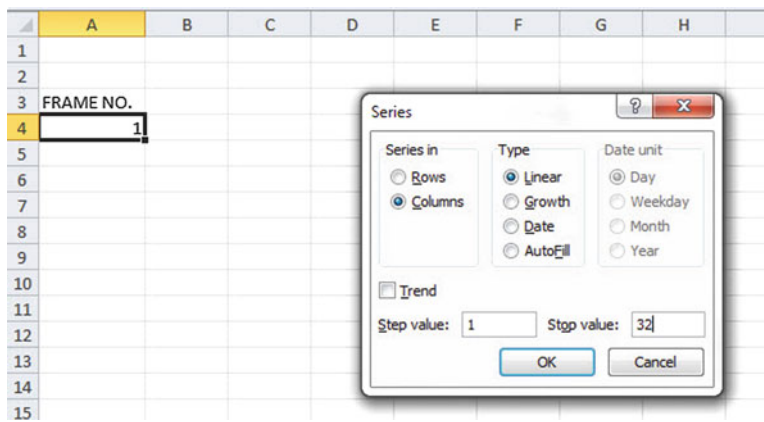 A B C D E F G H
1
2
3 FRAME NO.
4 1
5
6
7
8
9
10
11
12
13
14
15
Series
Series in Type Date unit
Rows Linear Day
Columns Growth Weekday
Date Month
AutoFill Year
Trend
Step value: 1 Stop value: 32
OK Cancel